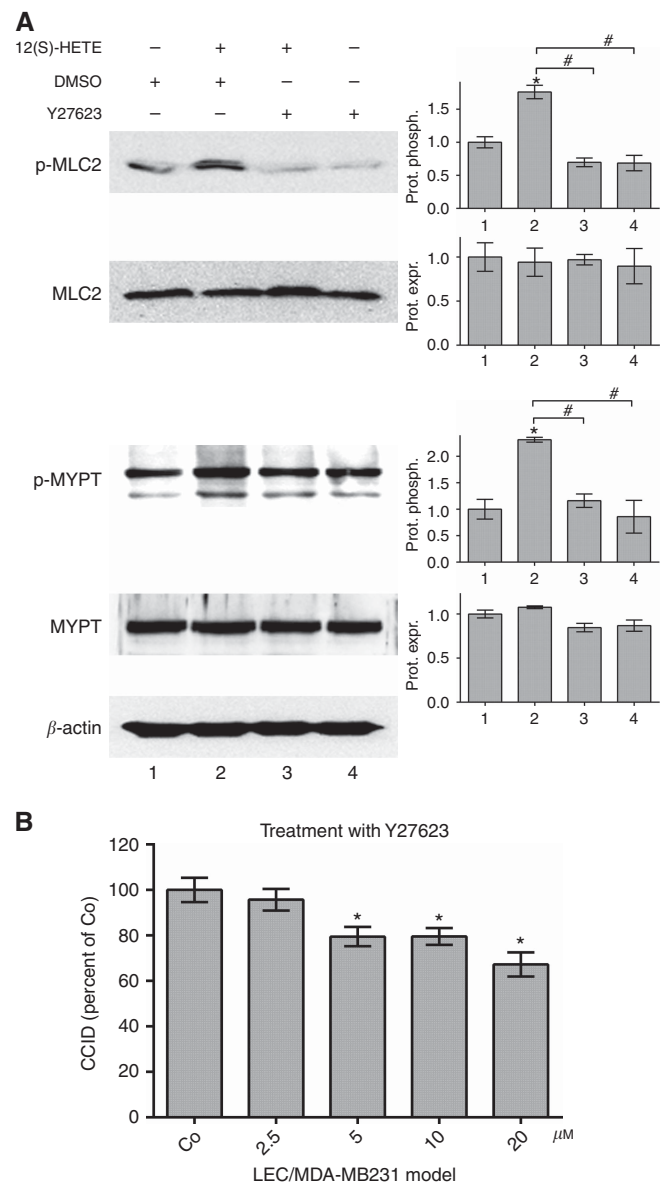 A
12(S)-HETE – + + –
DMSO + + – –
Y27623 – – + +
p-MLC2
MLC2
p-MYPT
MYPT
β-actin
1 2 3 4
Prot. phosph.
1.5
1.0
0.5
0.0
* # #
1 2 3 4
Prot. expr.
1.0
0.5
0.0
1 2 3 4
Prot. phosph.
2.0
1.0
0.5
0.0
* # #
1 2 3 4
Prot. expr.
1.0
0.5
0.0
1 2 3 4
B
Treatment with Y27623
CCID (percent of Co)
120
100
80
60
40
20
0
* * *
Co 2.5 5 10 20 μM
LEC/MDA-MB231 model